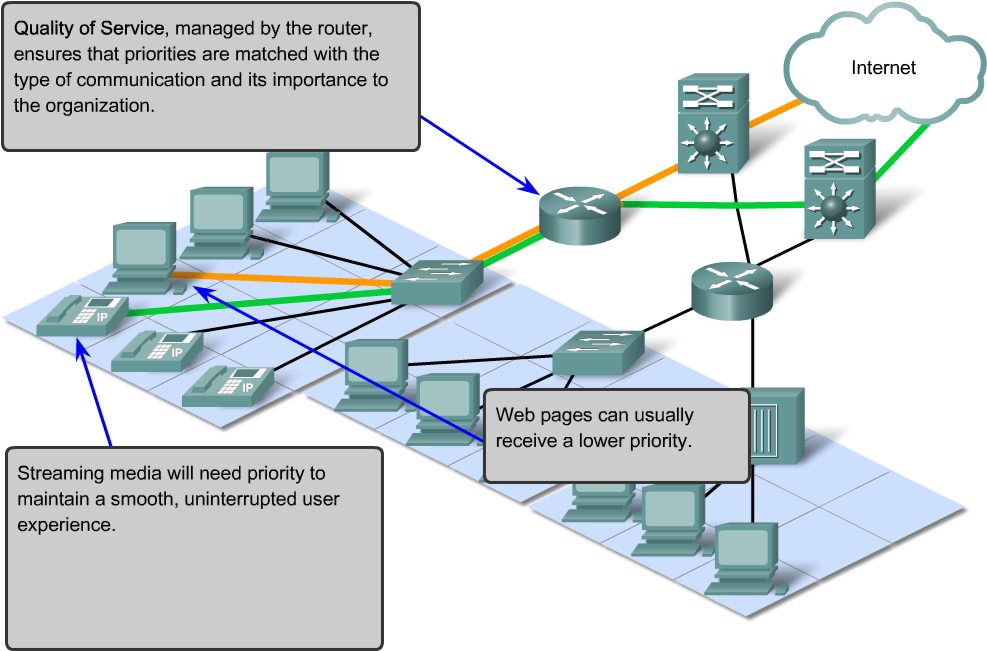 Quality of Service, managed by the router,
ensures that priorities are matched with the
type of communication and its importance to
the organization.
Internet
IP
IP
IP
Web pages can usually
receive a lower priority.
Streaming media will need priority to
maintain a smooth, uninterrupted user
experience.